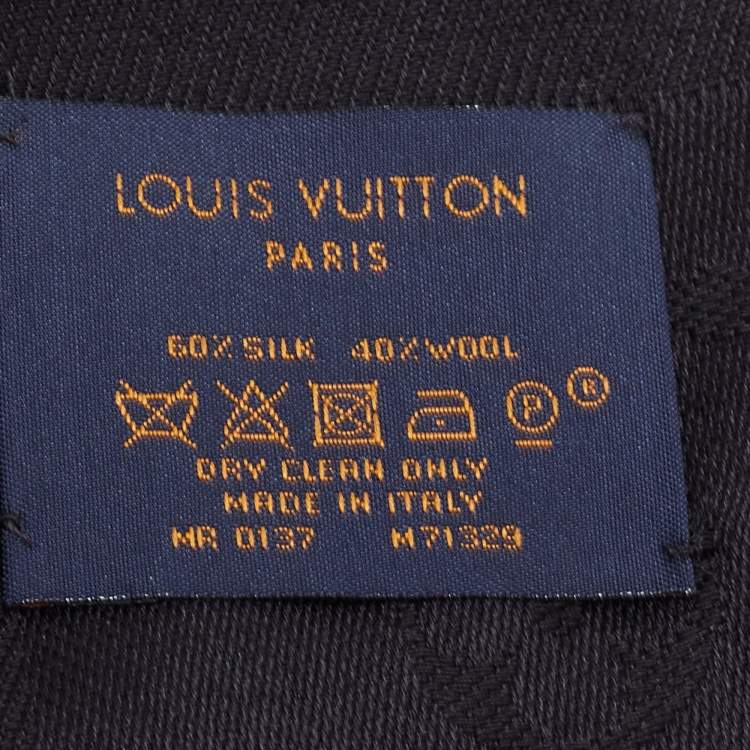 LOUIS VUITTON
PARIS
60% SILK 40% WOOL
P ®
DRY CLEAN ONLY
MADE IN ITALY
MR 0137 M71329